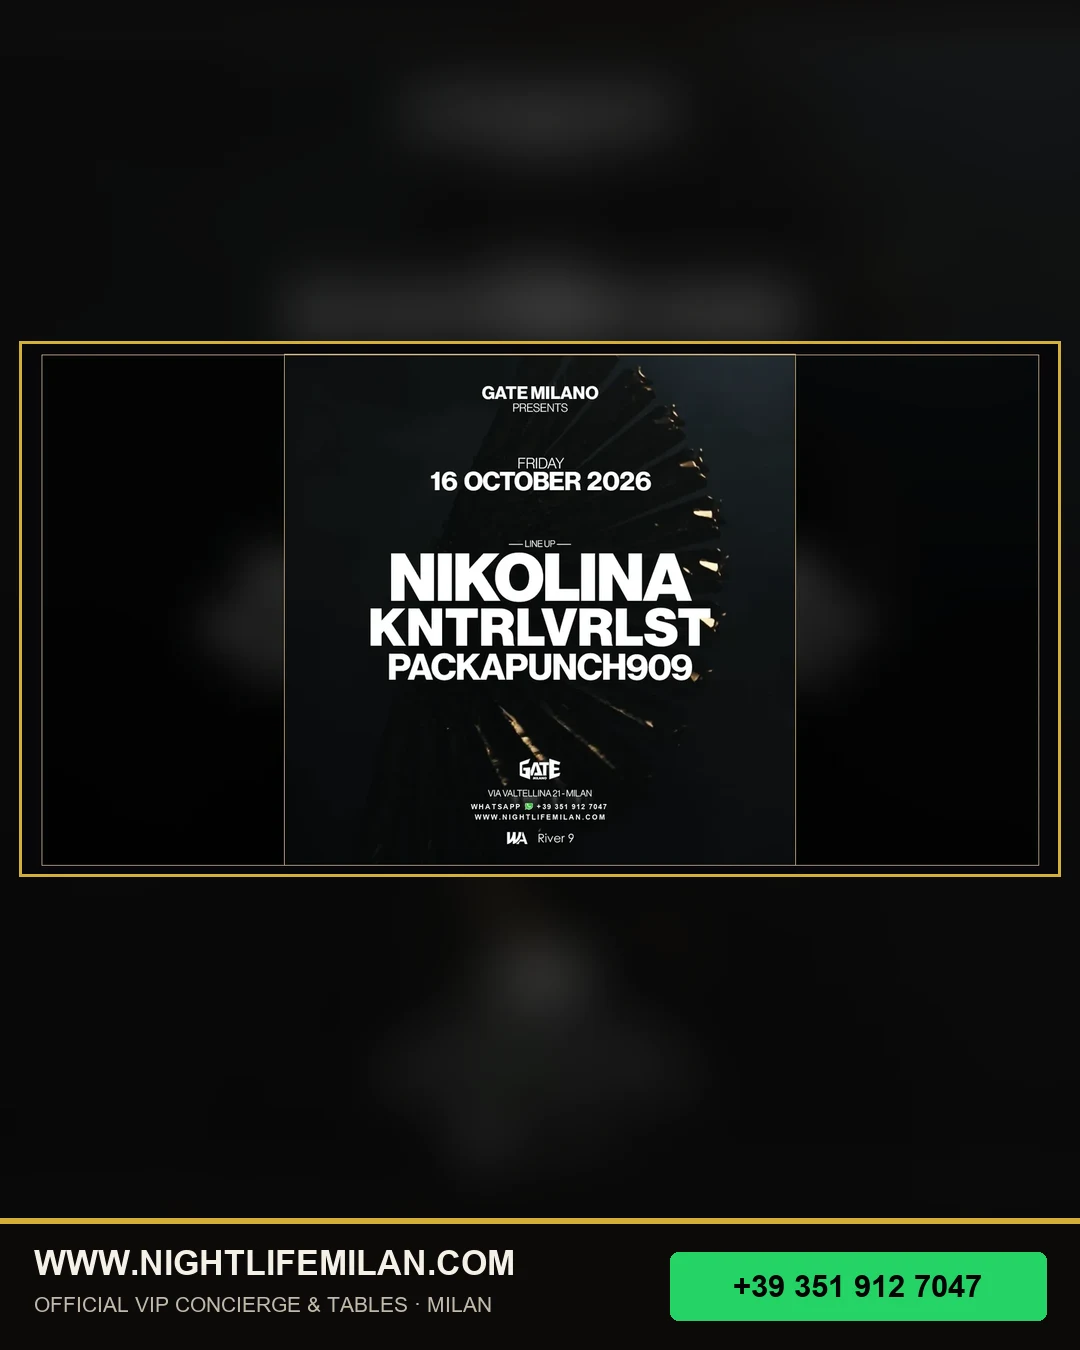 GATE MILANO
PRESENTS
FRIDAY
16 OCTOBER 2026
LINE UP
NIKOLINA
KNTRLVRLST
PACKAPUNCH909
GATE
MILANO
VIA VALTELLINA 21 - MILAN
WHATSAPP +39 351 912 7047
WWW.NIGHTLIFEMILAN.COM
WA River 9
WWW.NIGHTLIFEMILAN.COM
OFFICIAL VIP CONCIERGE & TABLES · MILAN
+39 351 912 7047